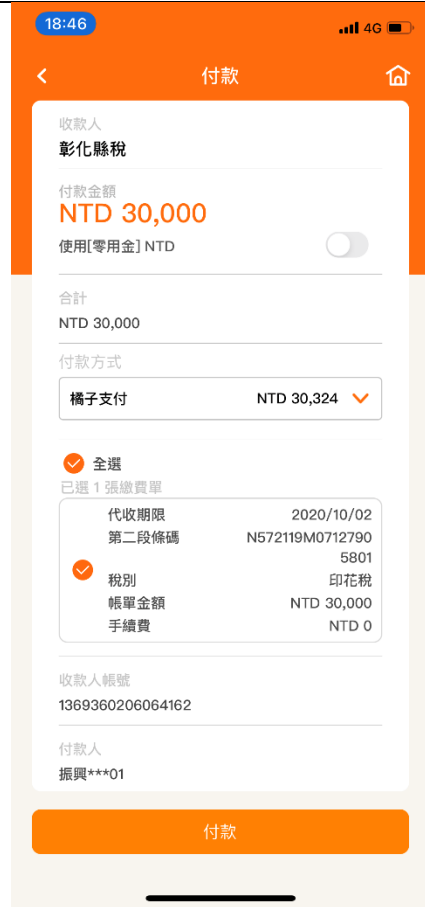 18:46
4G
付款
收款人
彰化縣稅
付款金額
NTD 30,000
使用[零用金] NTD
合計
NTD 30,000
付款方式
橘子支付 NTD 30,324
全選
已選 1 張繳費單
代收期限 2020/10/02
第二段條碼 N572119M0712790
5801
稅別 印花稅
帳單金額 NTD 30,000
手續費 NTD 0
收款人帳號
1369360206064162
付款人
振興***01
付款